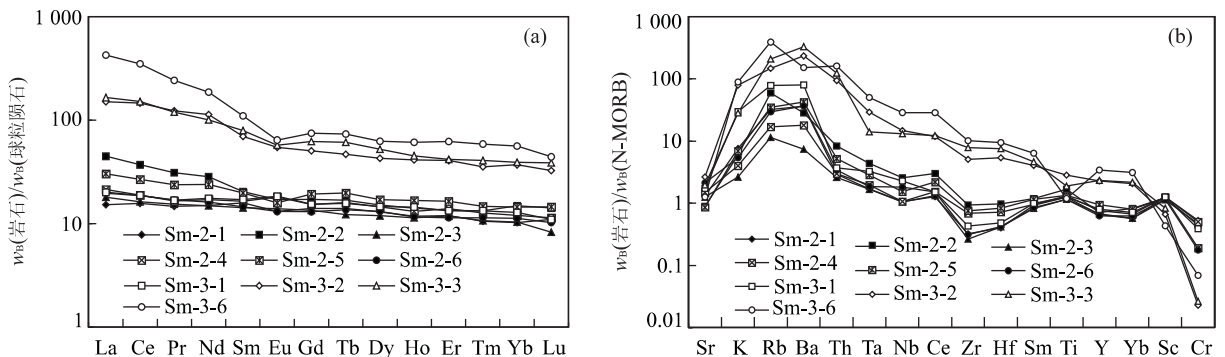 1 000
100
10
1
w_B(岩石)/w_B(球粒陨石)
(a)
Sm-2-1 Sm-2-2 Sm-2-3
Sm-2-4 Sm-2-5 Sm-2-6
Sm-3-1 Sm-3-2 Sm-3-3
Sm-3-6
La Ce Pr Nd Sm Eu Gd Tb Dy Ho Er Tm Yb Lu
1 000
100
10
1
0.1
0.01
w_B(岩石)/w_B(N-MORB)
(b)
Sm-2-1 Sm-2-2 Sm-2-3
Sm-2-4 Sm-2-5 Sm-2-6
Sm-3-1 Sm-3-2 Sm-3-3
Sm-3-6
Sr K Rb Ba Th Ta Nb Ce Zr Hf Sm Ti Y Yb Sc Cr